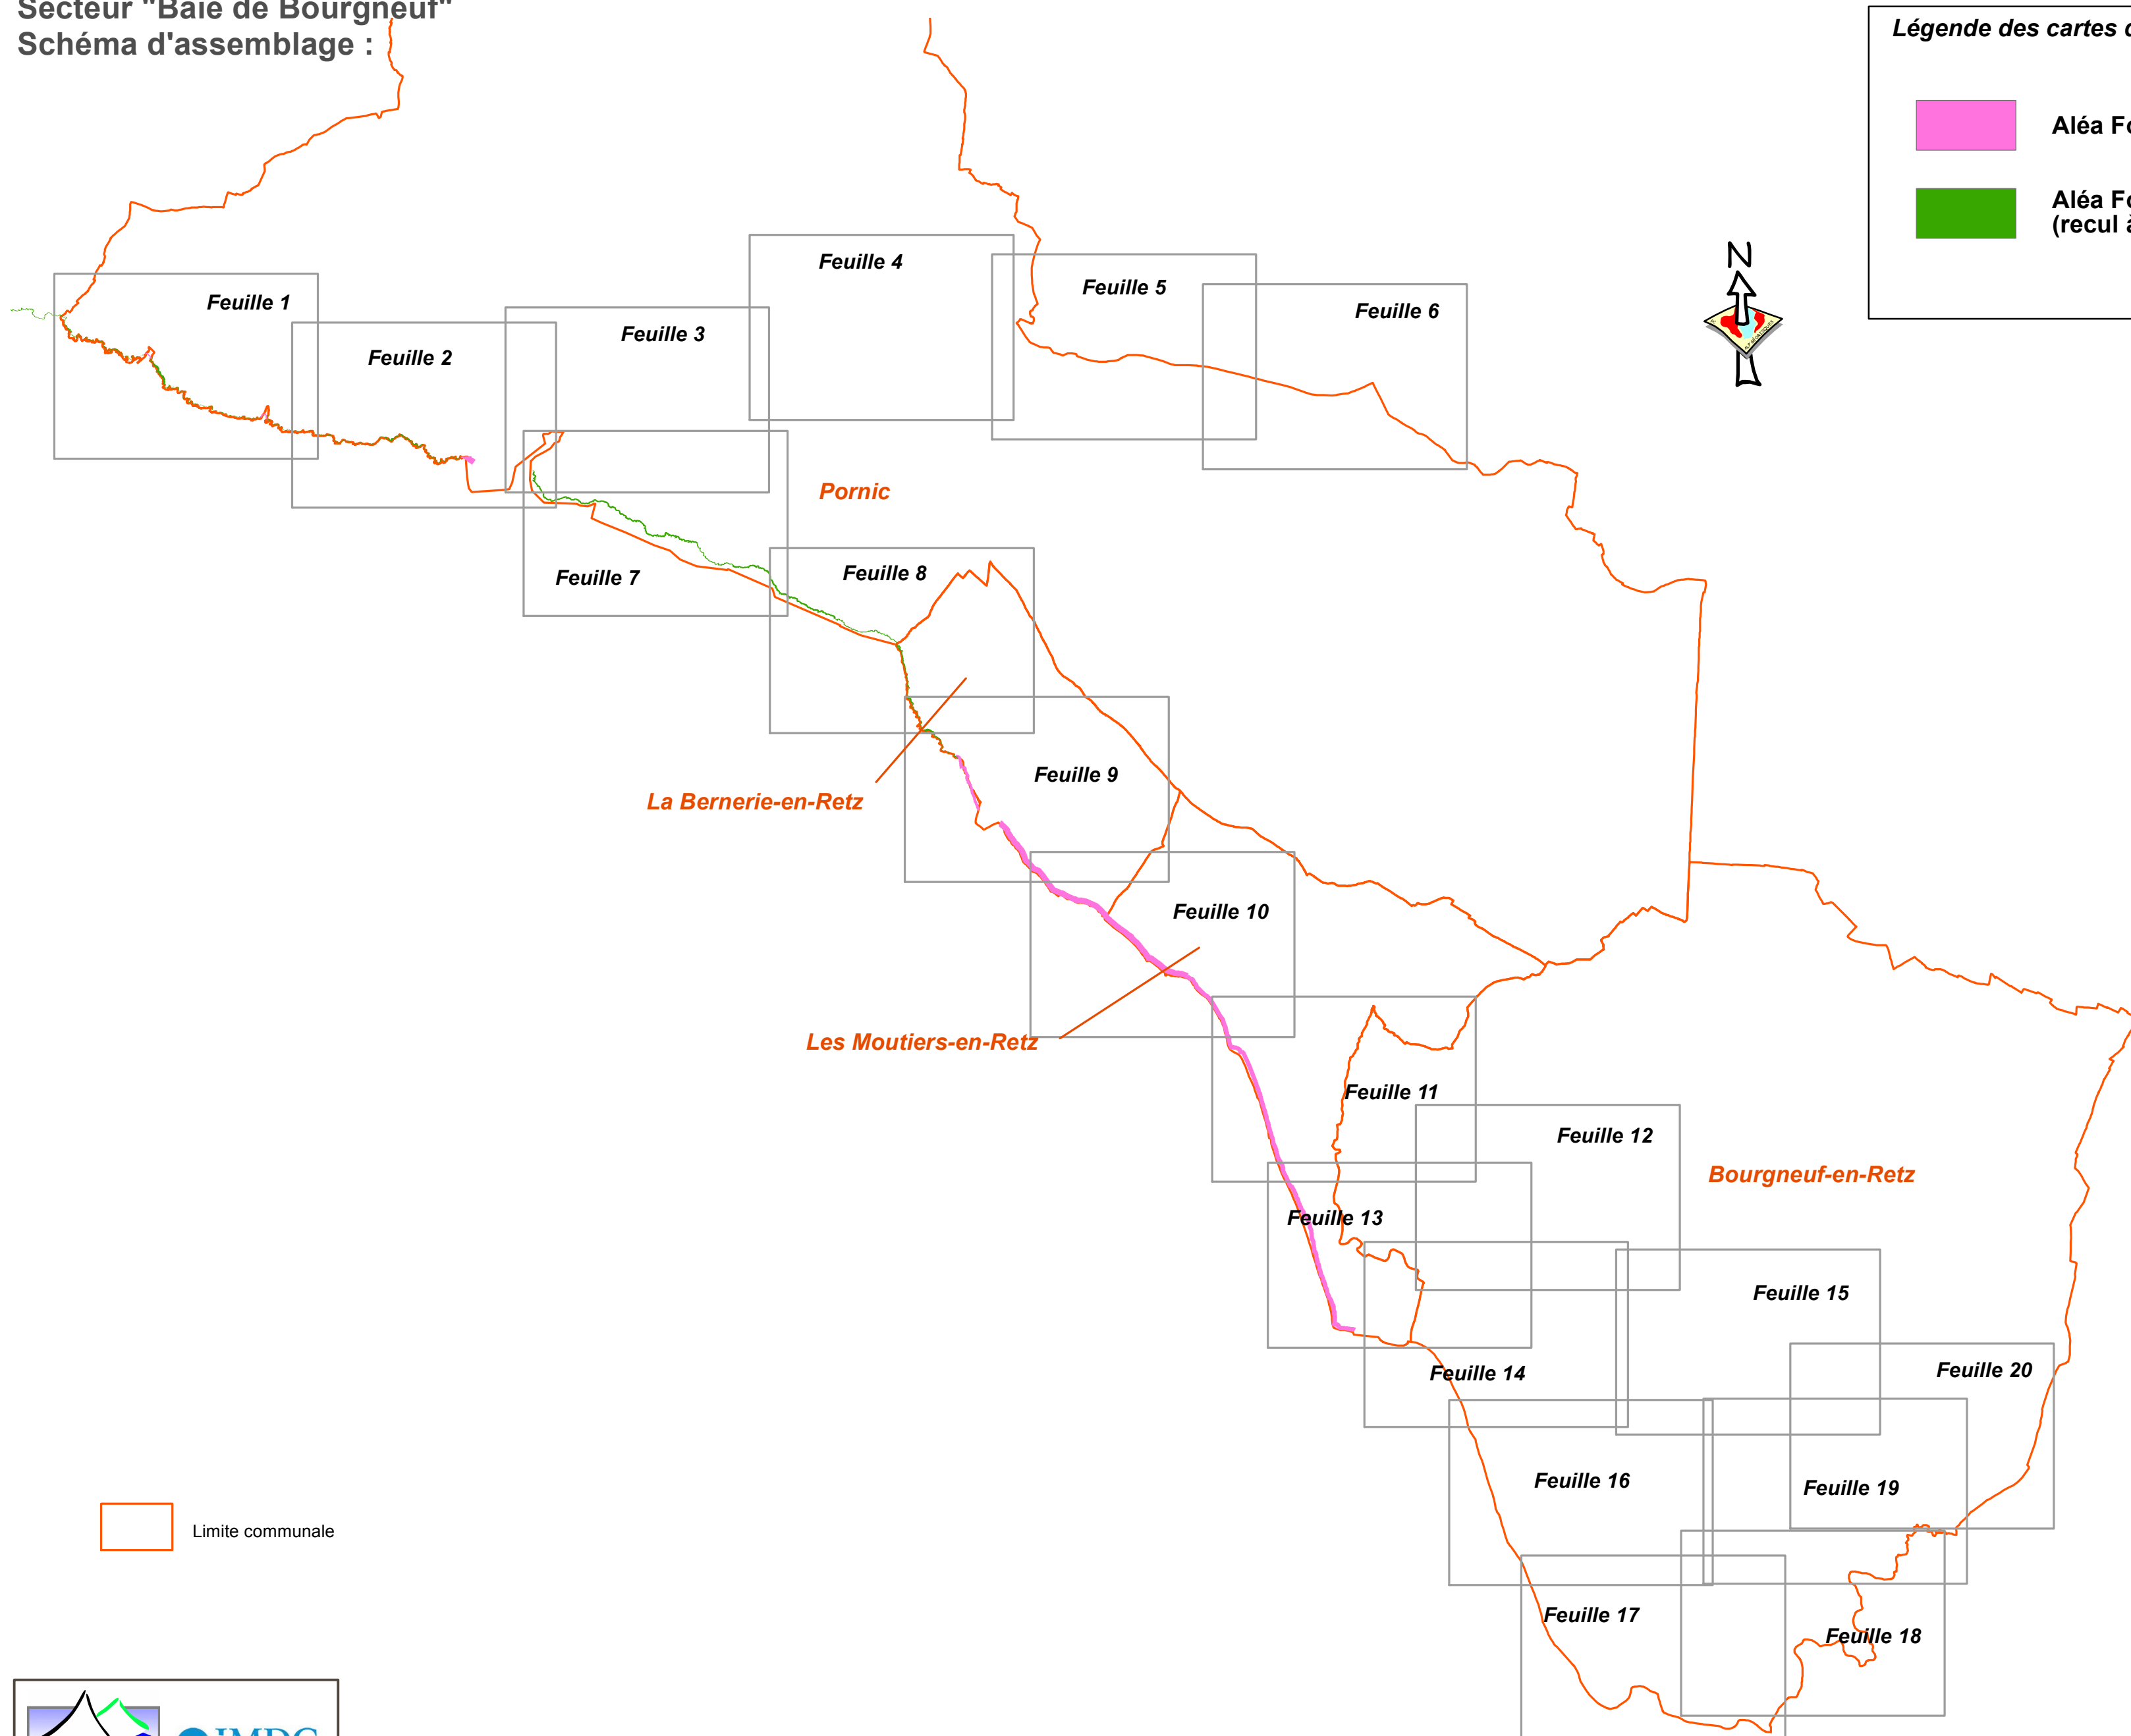 Secteur "Baie de Bourgneuf"
Schéma d'assemblage :
Légende des cartes
Aléa
Aléa
(recul
N
Feuille 1
Feuille 2
Feuille 3
Feuille 4
Feuille 5
Feuille 6
Pornic
Feuille 7
Feuille 8
La Bernerie-en-Retz
Feuille 9
Feuille 10
Les Moutiers-en-Retz
Feuille 11
Feuille 12
Bourgneuf-en-Retz
Feuille 13
Feuille 14
Feuille 15
Feuille 20
Feuille 16
Feuille 19
Limite communale
Feuille 17
Feuille 18
IMDC